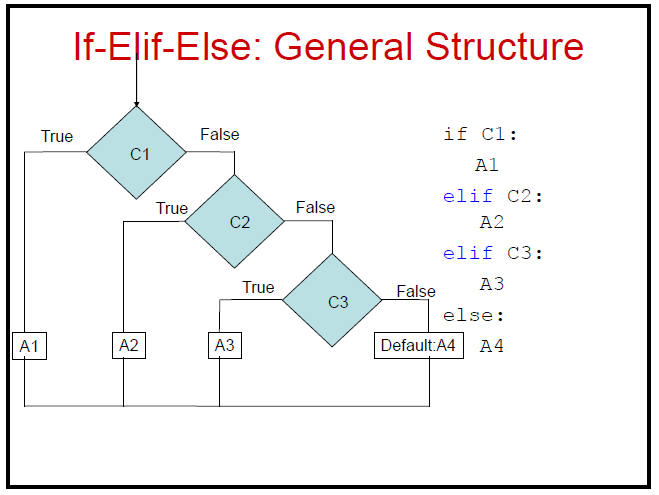 If-Elif-Else: General Structure
True
False
C1
True
False
C2
True
False
C3
A1
A2
A3
Default:A4
if C1:
A1
elif C2:
A2
elif C3:
A3
else:
A4